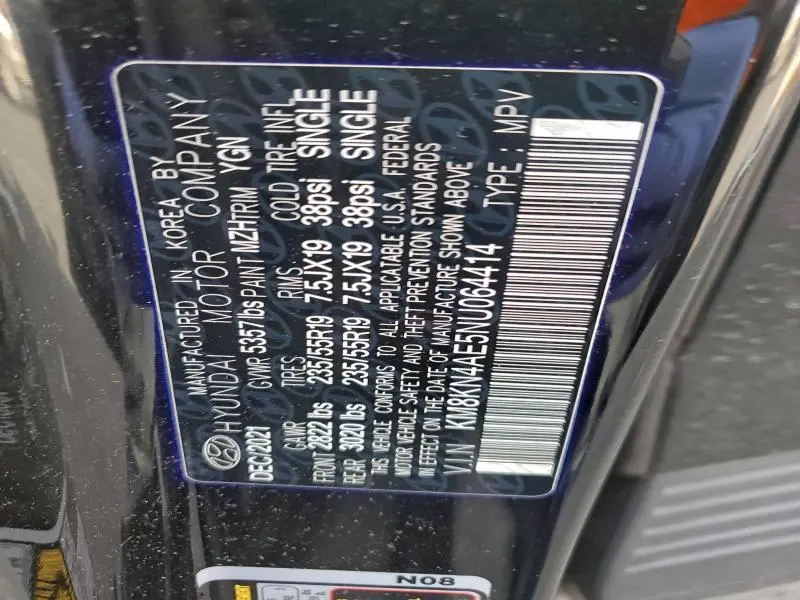 MANUFACTURED IN KOREA BY
HYUNDAI MOTOR COMPANY
DEC/2021 GVWR 5357lbs PAINT MZH TRIM YGN
GAWR TIRES RIMS COLD TIRE INFL.
FRONT 2822 lbs 235/55R19 7.5JX19 38psi SINGLE
REAR 3020 lbs 235/55R19 7.5JX19 38psi SINGLE
THIS VEHICLE CONFORMS TO ALL APPLICABLE U.S.A. FEDERAL
MOTOR VEHICLE SAFETY AND THEFT PREVENTION STANDARDS
IN EFFECT ON THE DATE OF MANUFACTURE SHOWN ABOVE
V.I.N KM8KN4AE5NU064414 TYPE : MPV
N08